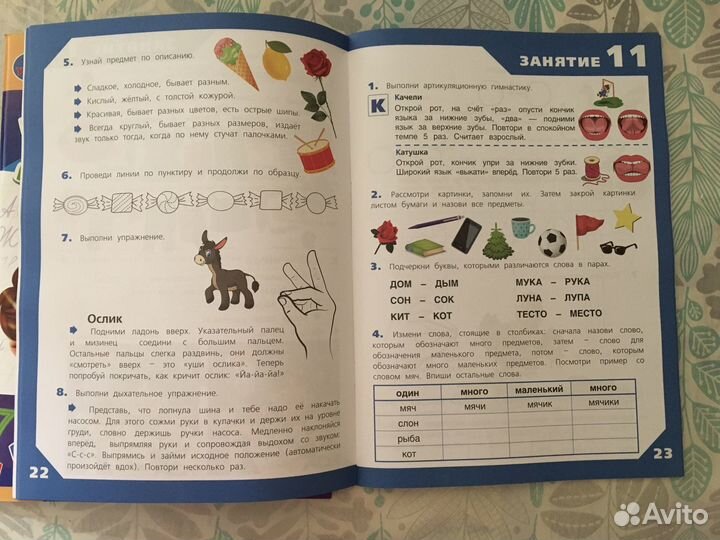 5. Узнай предмет по описанию.
Сладкое, холодное, бывает разным.
Кислый, жёлтый, с толстой кожурой.
Красивая, бывает разных цветов, есть острые шипы.
Всегда круглый, бывает разных размеров, издаёт
звук только тогда, когда по нему стучат палочками.
6. Проведи линии по пунктиру и продолжи по образцу.
7. Выполни упражнение.
Ослик
Подними ладонь вверх. Указательный палец
и мизинец соедини с большим пальцем.
Остальные пальцы слегка раздвинь, они должны
«смотреть» вверх – это «уши ослика». Теперь
попробуй покричать, как кричит ослик: «Йа-йа-йа!»
8. Выполни дыхательное упражнение.
Представь, что лопнула шина и тебе надо её накачать
насосом. Для этого сожми руки в кулачки и держи их на уровне
груди, словно держишь ручки насоса. Медленно наклоняйся
вперёд, выпрямляя руки и сопровождая выдохом со звуком:
«С-с-с». Выпрямись и займи исходное положение (автоматически
произойдёт вдох). Повтори несколько раз.
22
ЗАНЯТИЕ 11
1. Выполни артикуляционную гимнастику.
К
Качели
Открой рот, на счёт «раз» опусти кончик
языка за нижние зубы, «два» — подними
язык за верхние зубы. Повтори в спокойном
темпе 5 раз. Считает взрослый.
Катушка
Открой рот, кончик упри за нижние зубки.
Широкий язык «выкати» вперёд. Повтори 5 раз.
2. Рассмотри картинки, запомни их. Затем закрой картинки
листом бумаги и назови все предметы.
3. Подчеркни буквы, которыми различаются слова в парах.
ДОМ – ДЫМ МУКА – РУКА
СОН – СОК ЛУНА – ЛУПА
КИТ – КОТ ТЕСТО – МЕСТО
4. Измени слова, стоящие в столбиках: сначала назови слово,
которым обозначают много предметов, затем — слово для
обозначения маленького предмета, потом — слово, которым
обозначают много маленьких предметов. Посмотри пример со
словом мяч. Впиши остальные слова.
один много маленький много
мяч мячи мячик мячики
слон
рыба
кот
23
Avito